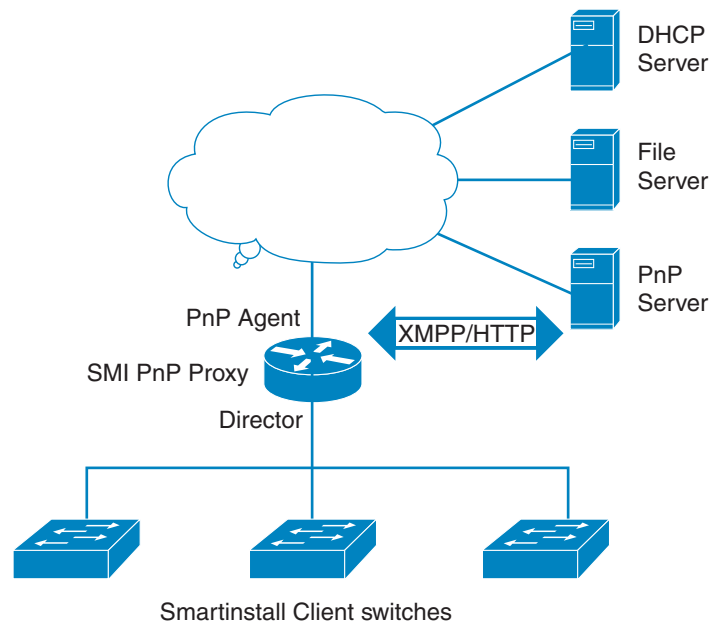 DHCP
Server
File
Server
PnP
Server
PnP Agent
XMPP/HTTP
SMI PnP Proxy
Director
Smartinstall Client switches